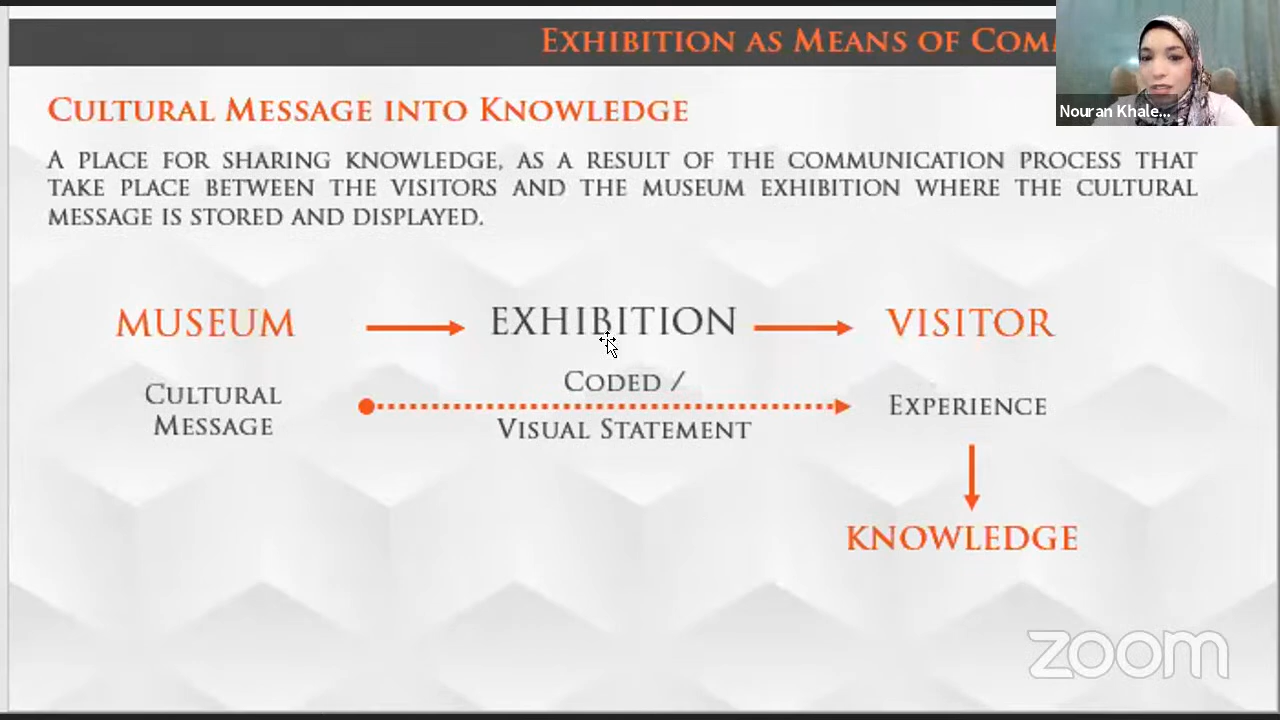 EXHIBITION AS MEANS OF
Nouran Khale...
CULTURAL MESSAGE INTO KNOWLEDGE
A PLACE FOR SHARING KNOWLEDGE, AS A RESULT OF THE COMMUNICATION PROCESS THAT
TAKE PLACE BETWEEN THE VISITORS AND THE MUSEUM EXHIBITION WHERE THE CULTURAL
MESSAGE IS STORED AND DISPLAYED.
MUSEUM
EXHIBITION
VISITOR
CULTURAL
MESSAGE
CODED /
VISUAL STATEMENT
EXPERIENCE
KNOWLEDGE
zoom